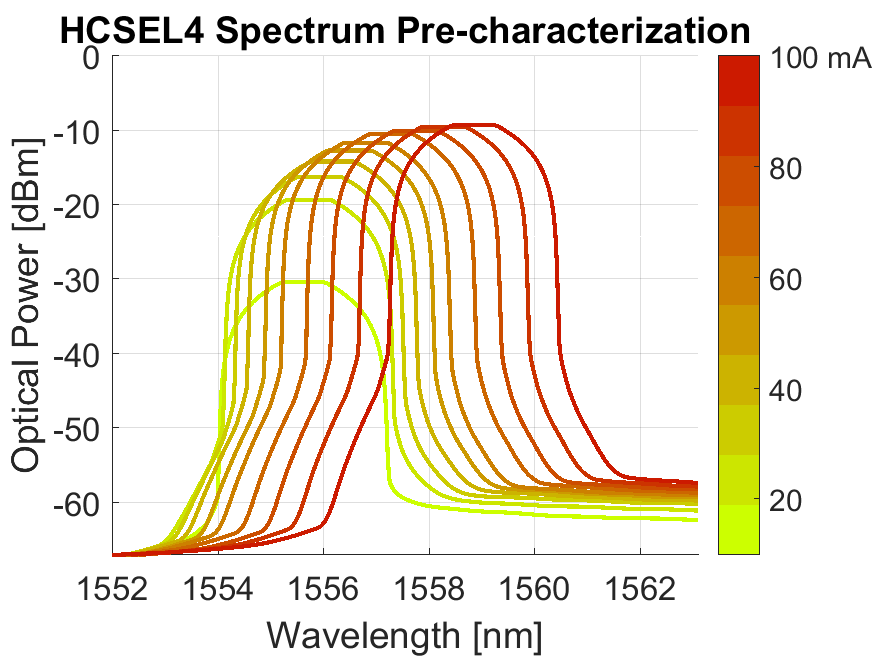 HCSEL4 Spectrum Pre-characterization
-0
-10
-20
-30
-40
-50
-60
Optical Power [dBm]
1552 1554 1556 1558 1560 1562
Wavelength [nm]
100 mA
80
60
40
20